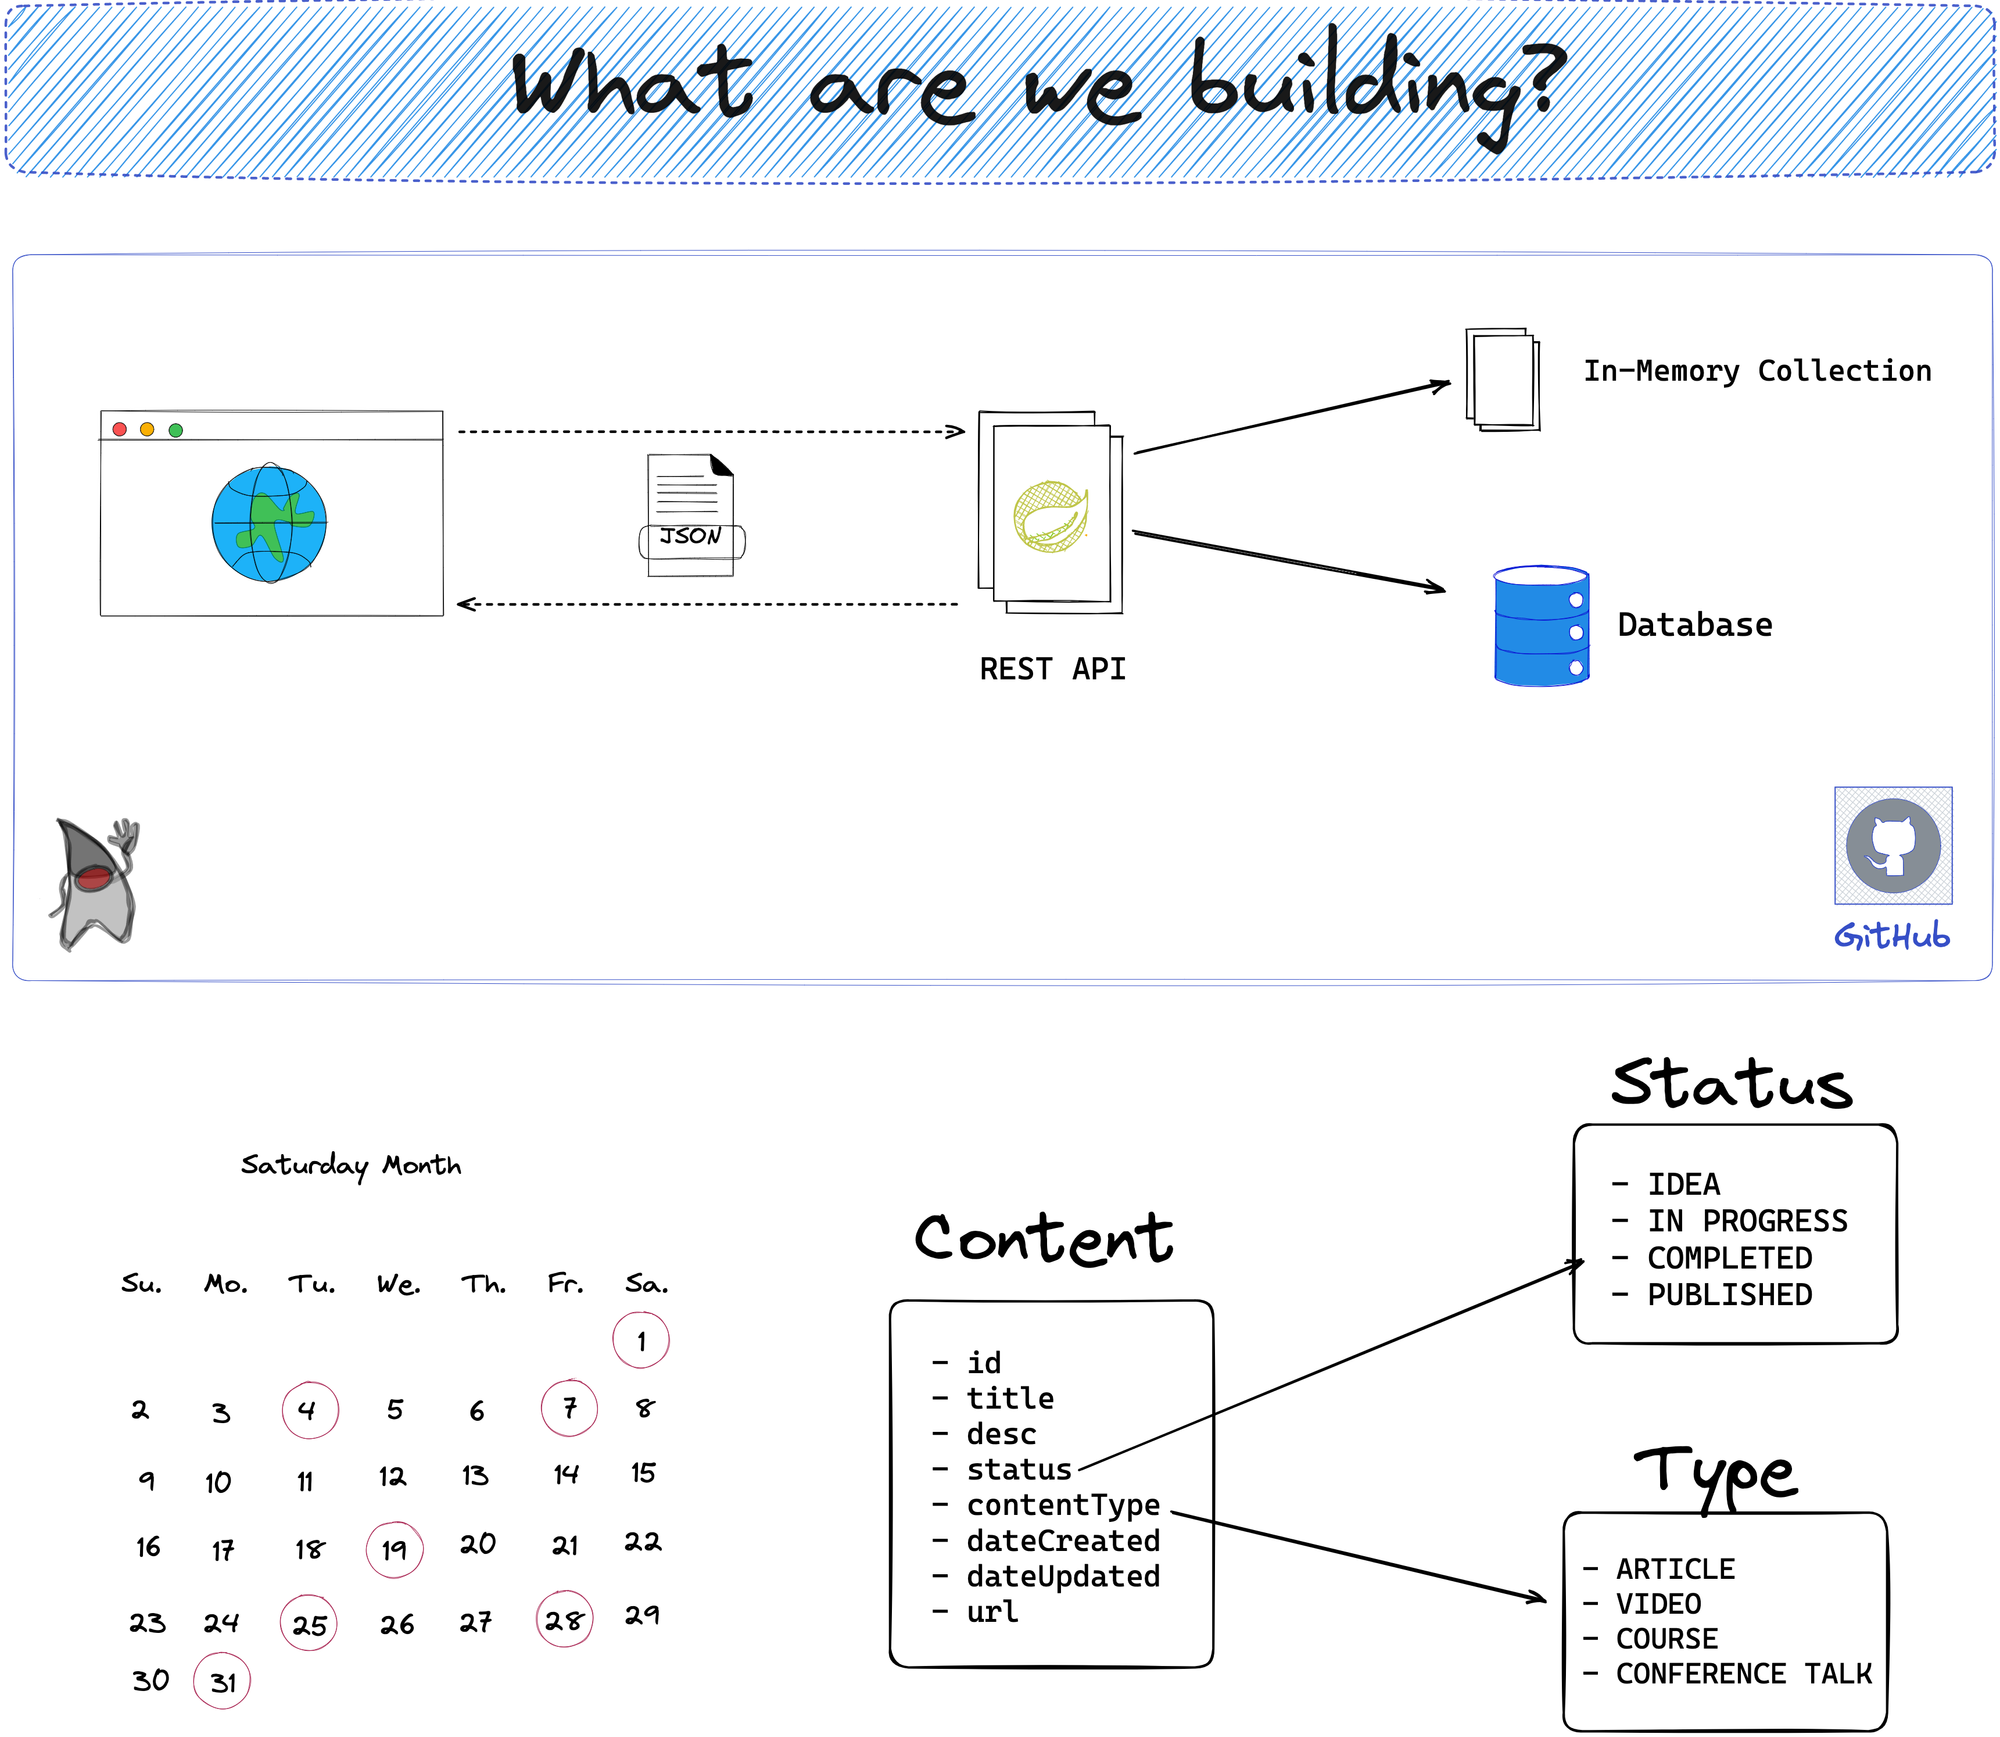 What are we building?
In-Memory Collection
JSON
Database
REST API
GitHub
Saturday Month
Su. Mo. Tu. We. Th. Fr. Sa.
1
2 3 4 5 6 7 8
9 10 11 12 13 14 15
16 17 18 19 20 21 22
23 24 25 26 27 28 29
30 31
Content
- id
- title
- desc
- status
- contentType
- dateCreated
- dateUpdated
- url
Status
- IDEA
- IN PROGRESS
- COMPLETED
- PUBLISHED
Type
- ARTICLE
- VIDEO
- COURSE
- CONFERENCE TALK